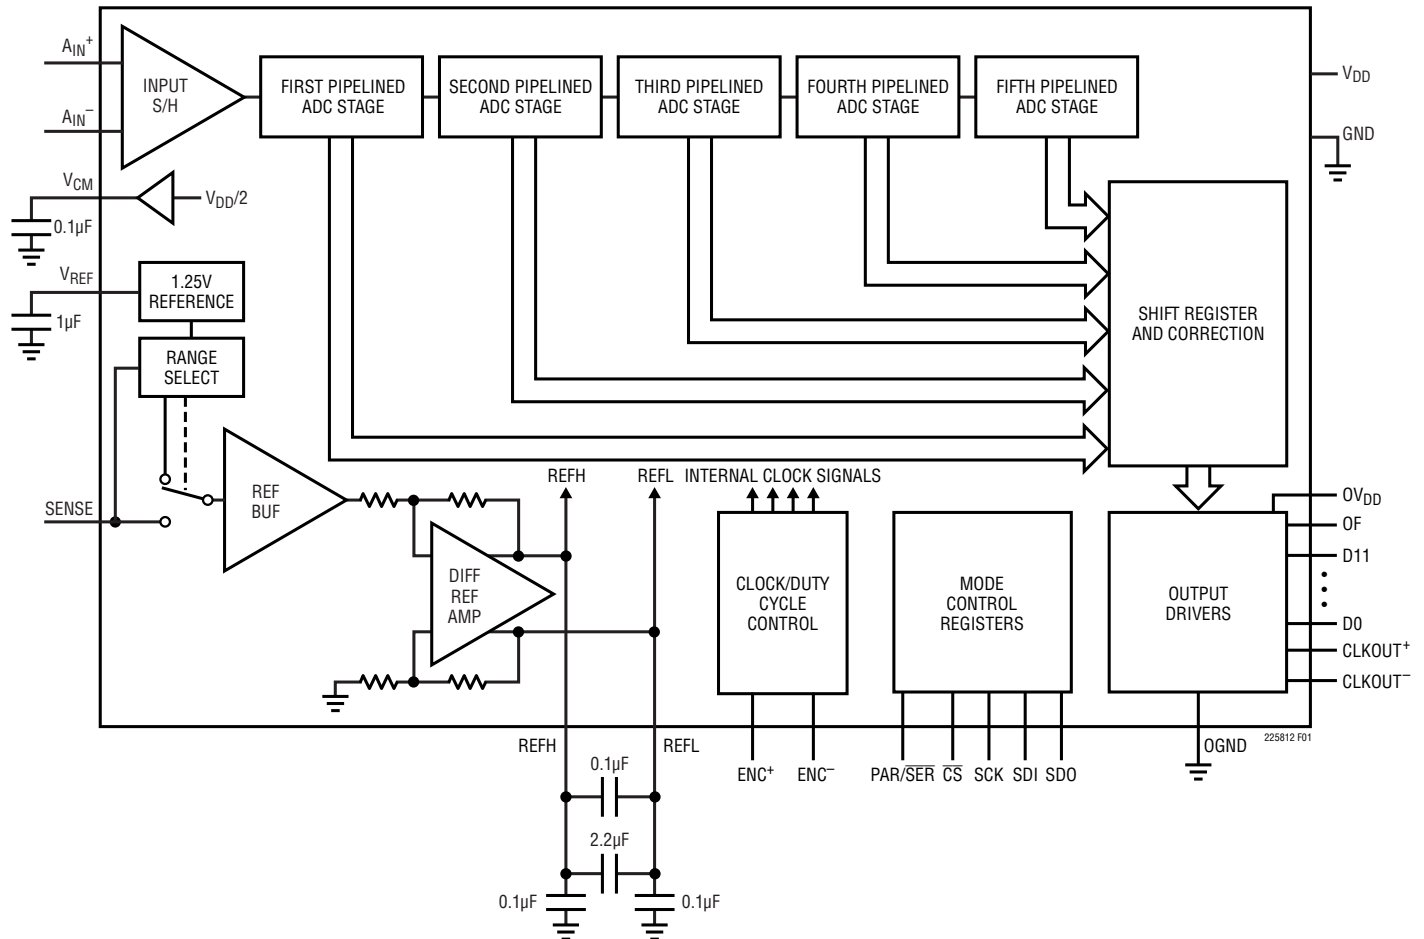 AIN+
AIN−
INPUT
S/H
FIRST PIPELINED
ADC STAGE
SECOND PIPELINED
ADC STAGE
THIRD PIPELINED
ADC STAGE
FOURTH PIPELINED
ADC STAGE
FIFTH PIPELINED
ADC STAGE
VDD
GND
VCM
VDD/2
0.1µF
VREF
1.25V
REFERENCE
1µF
RANGE
SELECT
SHIFT REGISTER
AND CORRECTION
SENSE
REF
BUF
REFH
REFL
INTERNAL CLOCK SIGNALS
DIFF
REF
AMP
CLOCK/DUTY
CYCLE
CONTROL
MODE
CONTROL
REGISTERS
OUTPUT
DRIVERS
OVDD
OF
D11
D0
CLKOUT+
CLKOUT−
REFH
REFL
ENC+
ENC−
PAR/SER
CS
SCK
SDI
SDO
OGND
225812 F01
0.1µF
2.2µF
0.1µF
0.1µF